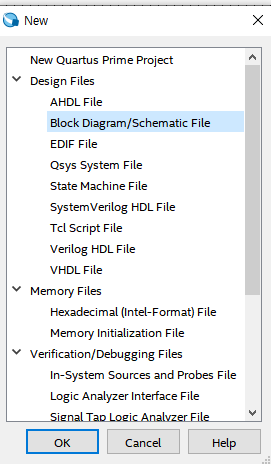 New
New Quartus Prime Project
Design Files
AHDL File
Block Diagram/Schematic File
EDIF File
Qsys System File
State Machine File
SystemVerilog HDL File
Tcl Script File
Verilog HDL File
VHDL File
Memory Files
Hexadecimal (Intel-Format) File
Memory Initialization File
Verification/Debugging Files
In-System Sources and Probes File
Logic Analyzer Interface File
Signal Tap Logic Analyzer File
OK Cancel Help